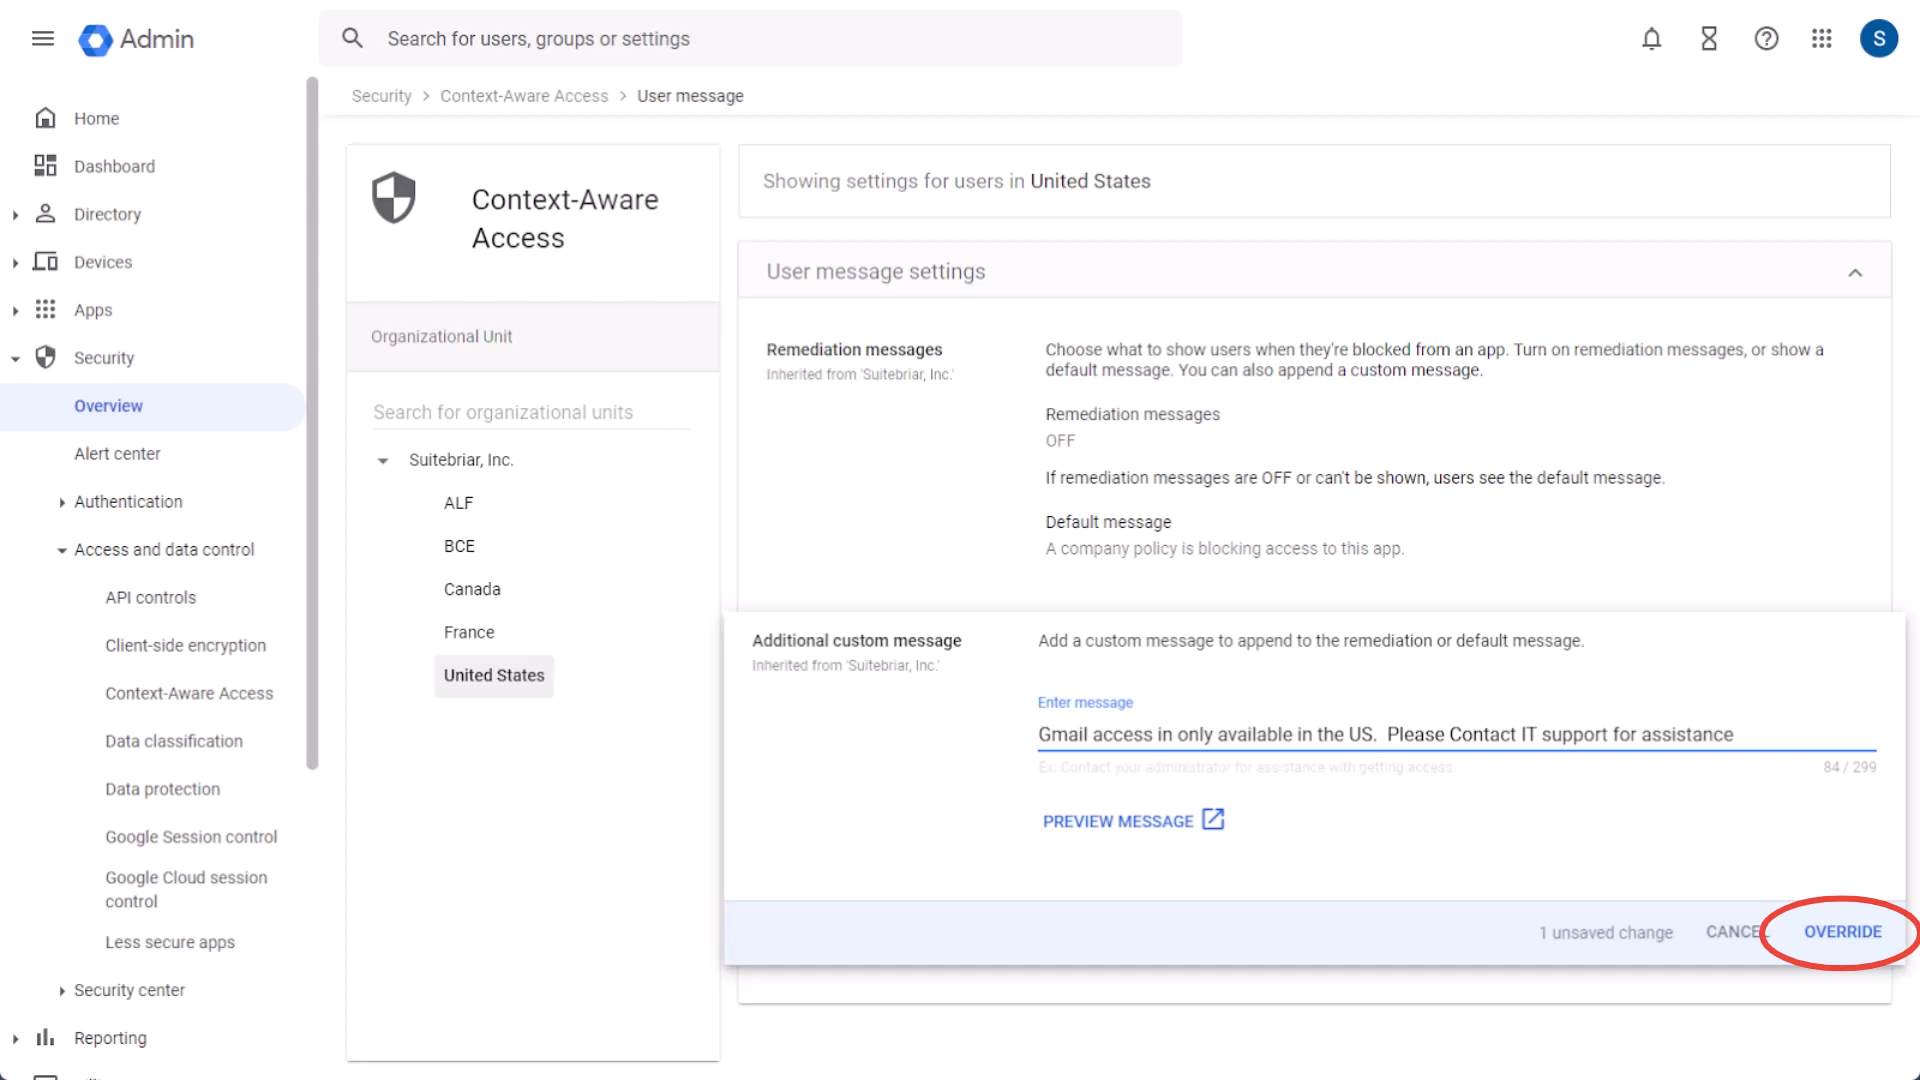 Admin
Search for users, groups or settings
S
Security > Context-Aware Access > User message
Home
Dashboard
Directory
Devices
Apps
Security
Overview
Alert center
Authentication
Access and data control
API controls
Client-side encryption
Context-Aware Access
Data classification
Data protection
Google Session control
Google Cloud session
control
Less secure apps
Security center
Reporting
Context-Aware
Access
Organizational Unit
Search for organizational units
Suitebriar, Inc.
ALF
BCE
Canada
France
United States
Showing settings for users in United States
User message settings
Remediation messages
Inherited from 'Suitebriar, Inc.'
Choose what to show users when they're blocked from an app. Turn on remediation messages, or show a
default message. You can also append a custom message.
Remediation messages
OFF
If remediation messages are OFF or can't be shown, users see the default message.
Default message
A company policy is blocking access to this app.
Additional custom message
Inherited from 'Suitebriar, Inc.'
Add a custom message to append to the remediation or default message.
Enter message
Gmail access in only available in the US.  Please Contact IT support for assistance
Ex: Contact your administrator for assistance with getting access
84 / 299
PREVIEW MESSAGE
1 unsaved change
CANCEL
OVERRIDE